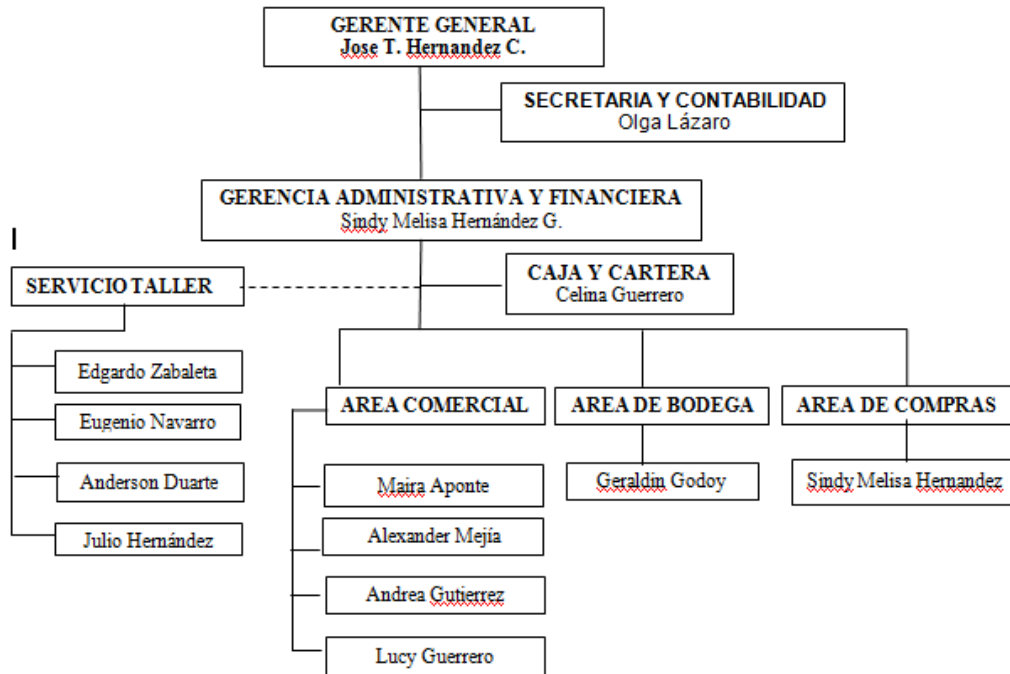 GERENTE GENERAL
Jose T. Hernandez C.
SECRETARIA Y CONTABILIDAD
Olga Lázaro
GERENCIA ADMINISTRATIVA Y FINANCIERA
Sindy Melisa Hernández G.
SERVICIO TALLER
CAJA Y CARTERA
Celina Guerrero
Edgardo Zabaleta
Eugenio Navarro
Anderson Duarte
Julio Hernández
AREA COMERCIAL
Maira Aponte
Alexander Mejía
Andrea Gutierrez
Lucy Guerrero
AREA DE BODEGA
Geraldin Godoy
AREA DE COMPRAS
Sindy Melisa Hernandez